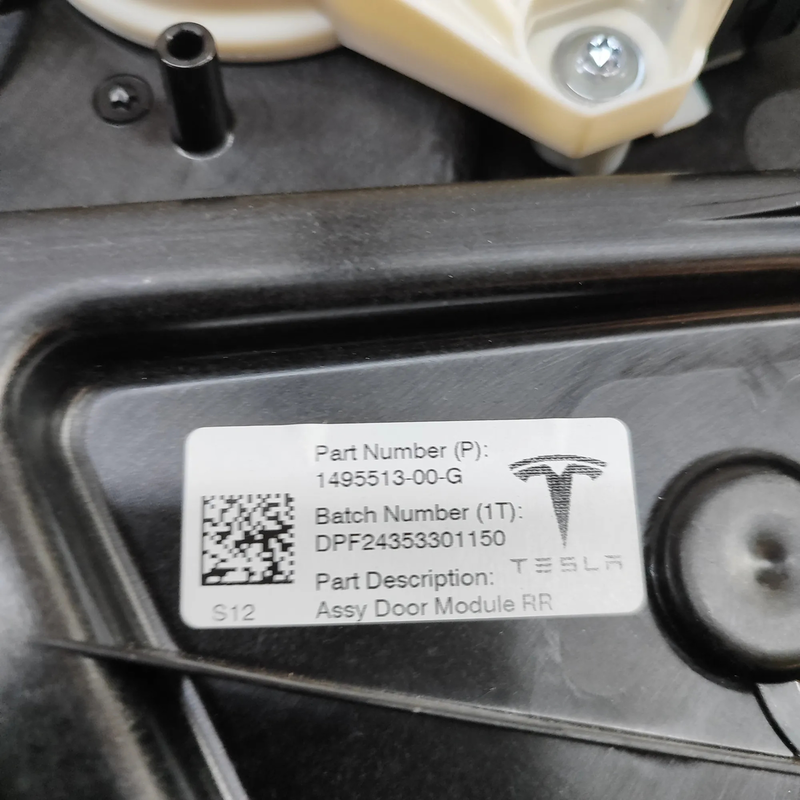 Part Number (P):
1495513-00-G
Batch Number (1T):
DPF24353301150
TESLA
Part Description:
Assy Door Module RR
S12